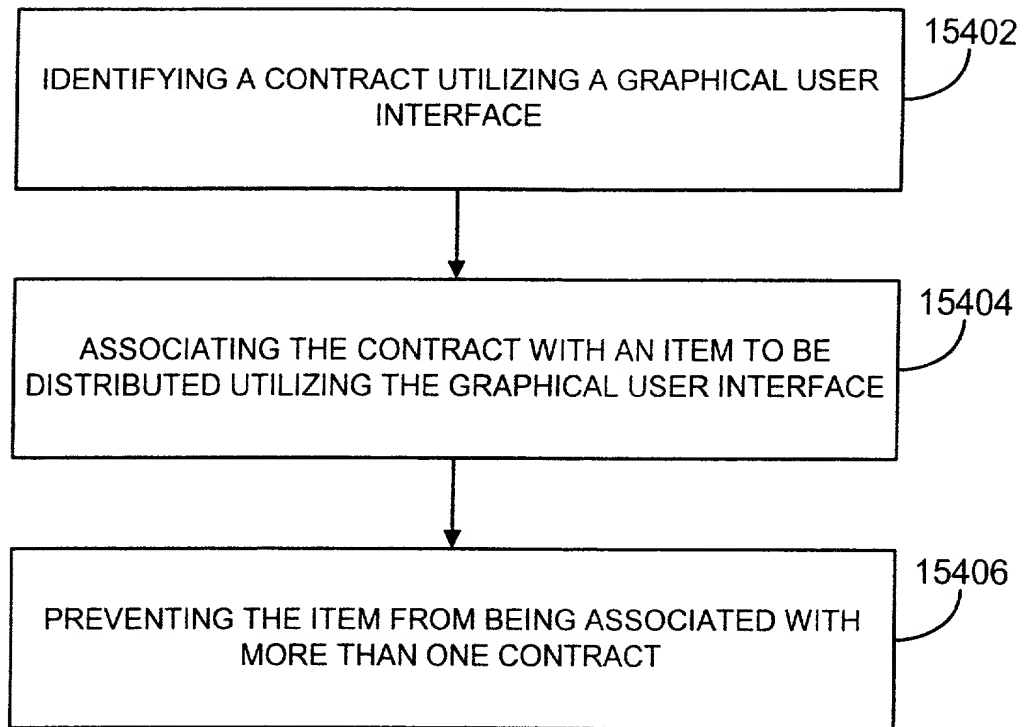 15402
IDENTIFYING A CONTRACT UTILIZING A GRAPHICAL USER
INTERFACE
15404
ASSOCIATING THE CONTRACT WITH AN ITEM TO BE
DISTRIBUTED UTILIZING THE GRAPHICAL USER INTERFACE
15406
PREVENTING THE ITEM FROM BEING ASSOCIATED WITH
MORE THAN ONE CONTRACT